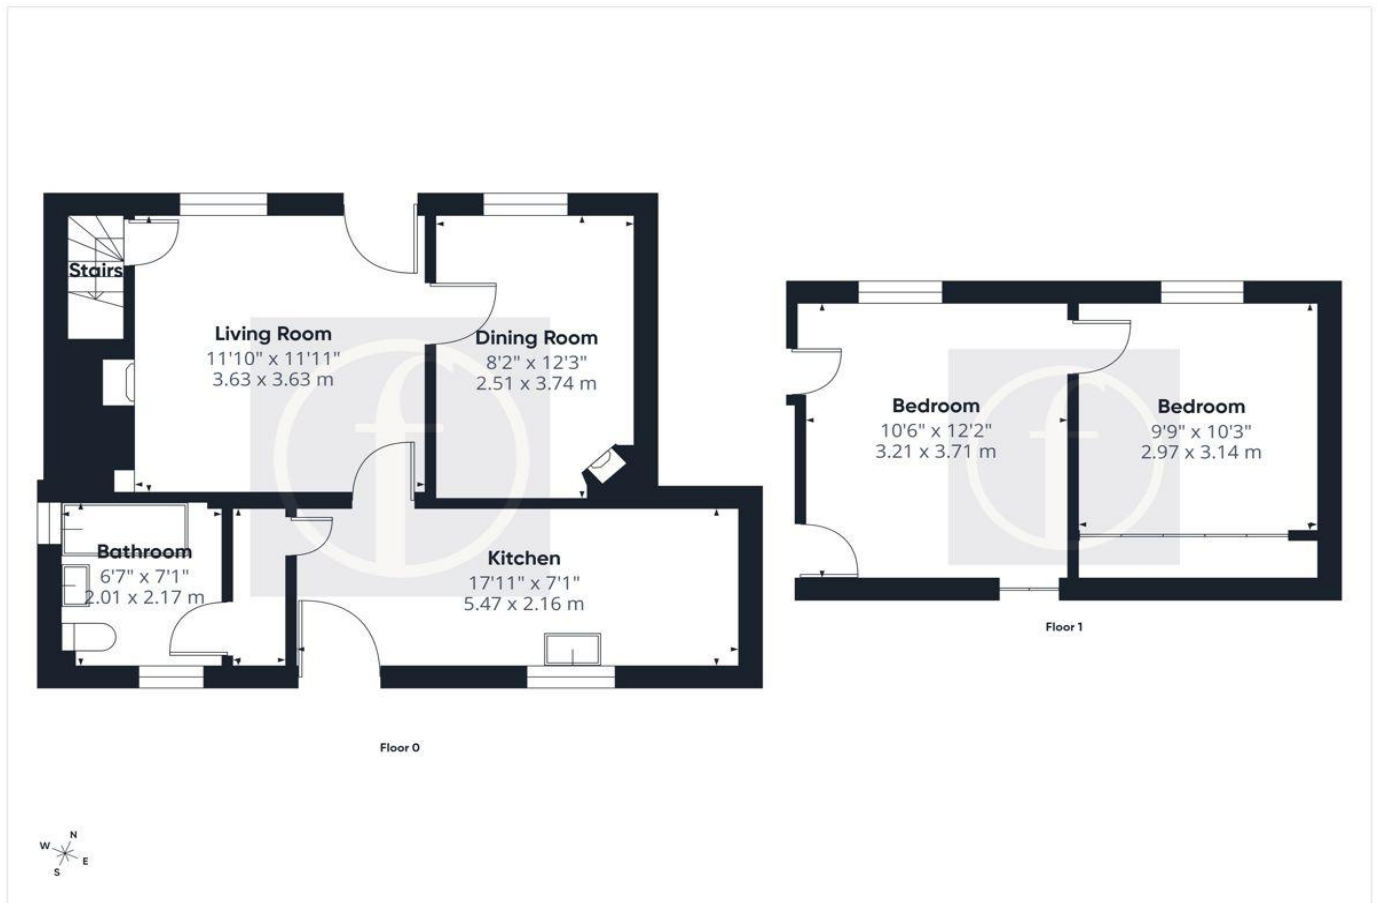 Stairs
Living Room
11'10" x 11'11"
3.63 x 3.63 m
Dining Room
8'2" x 12'3"
2.51 x 3.74 m
Bathroom
6'7" x 7'1"
2.01 x 2.17 m
Kitchen
17'11" x 7'1"
5.47 x 2.16 m
Floor 0
Bedroom
10'6" x 12'2"
3.21 x 3.71 m
Bedroom
9'9" x 10'3"
2.97 x 3.14 m
Floor 1
f
N
W
E
S